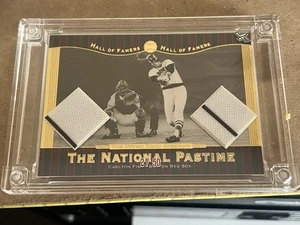 HALL OF FAMERS HALL OF FAMERS
THE NATIONAL PASTIME
CARLTON FISK BOSTON RED SOX